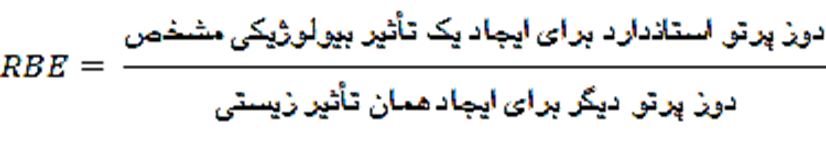 RBE = دوز پرتو استاندارد برای ایجاد یک تأثیر بیولوژیکی مشخص
دوز پرتو دیگر برای ایجاد همان تأثیر زیستی